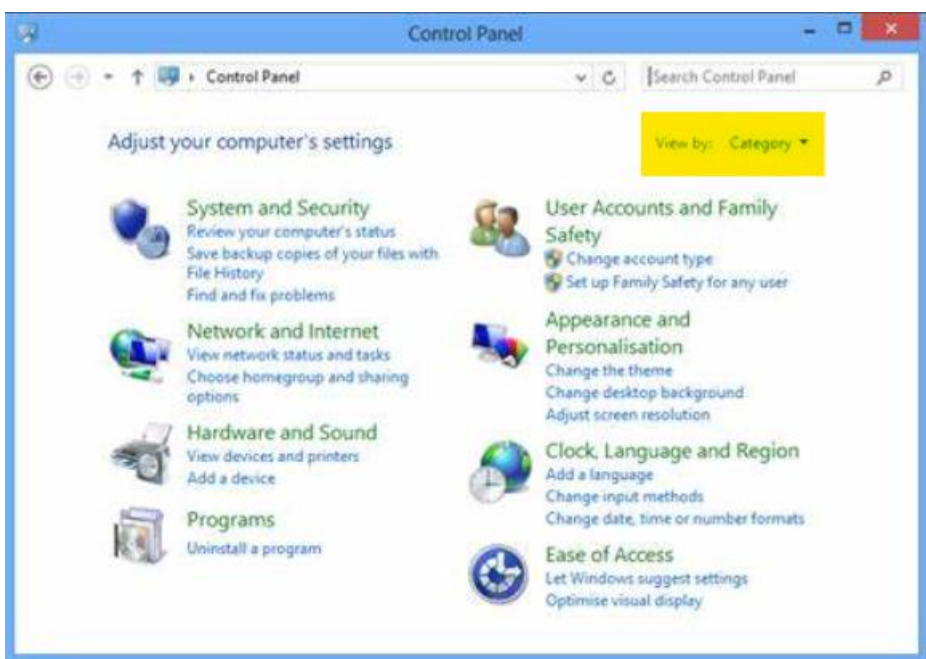 Control Panel
Control Panel
Search Control Panel
Adjust your computer's settings
View by: Category
System and Security
Review your computer's status
Save backup copies of your files with
File History
Find and fix problems
Network and Internet
View network status and tasks
Choose homegroup and sharing
options
Hardware and Sound
View devices and printers
Add a device
Programs
Uninstall a program
User Accounts and Family
Safety
Change account type
Set up Family Safety for any user
Appearance and
Personalisation
Change the theme
Change desktop background
Adjust screen resolution
Clock, Language and Region
Add a language
Change input methods
Change date, time or number formats
Ease of Access
Let Windows suggest settings
Optimise visual display